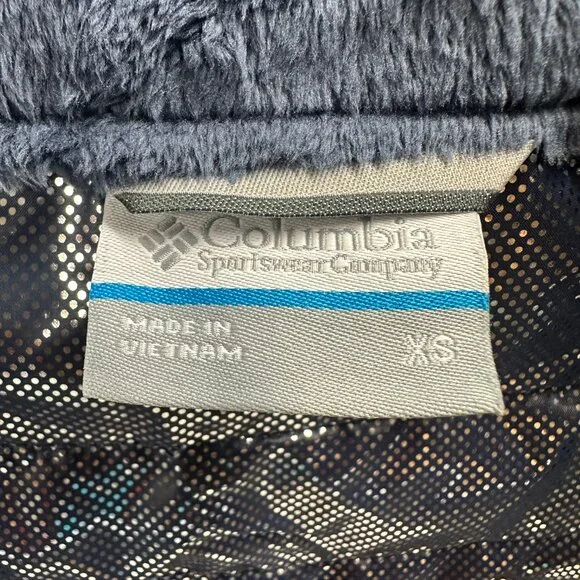 Columbia
Sportswear Company
MADE IN
VIETNAM
XS